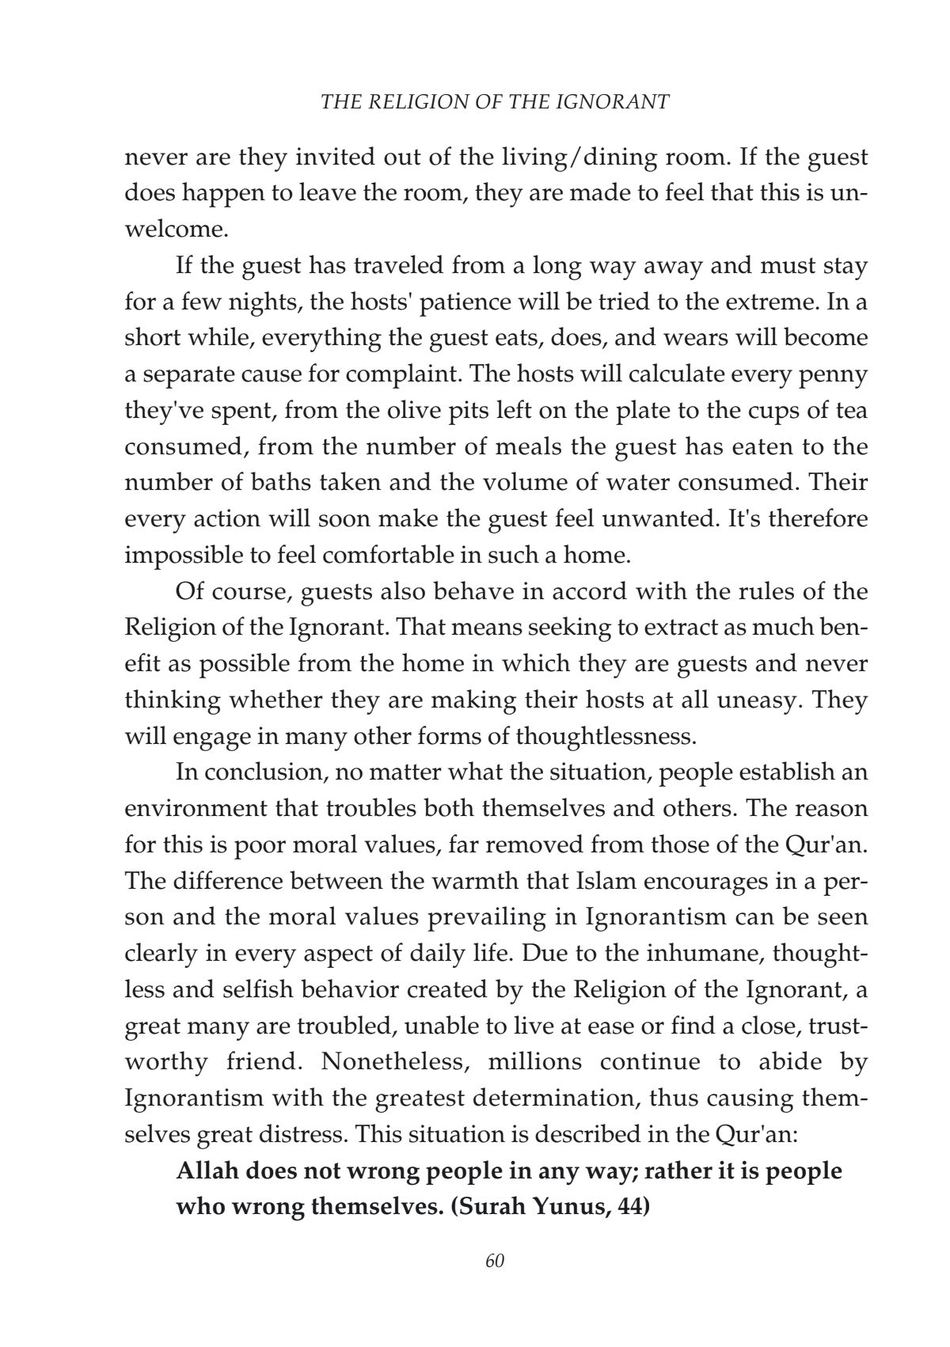 THE RELIGION OF THE IGNORANT
never are they invited out of the living/dining room. If the guest
does happen to leave the room, they are made to feel that this is un-
welcome.
If the guest has traveled from a long way away and must stay
for a few nights, the hosts' patience will be tried to the extreme. In a
short while, everything the guest eats, does, and wears will become
a separate cause for complaint. The hosts will calculate every penny
they've spent, from the olive pits left on the plate to the cups of tea
consumed, from the number of meals the guest has eaten to the
number of baths taken and the volume of water consumed. Their
every action will soon make the guest feel unwanted. It's therefore
impossible to feel comfortable in such a home.
Of course, guests also behave in accord with the rules of the
Religion of the Ignorant. That means seeking to extract as much ben-
efit as possible from the home in which they are guests and never
thinking whether they are making their hosts at all uneasy. They
will engage in many other forms of thoughtlessness.
In conclusion, no matter what the situation, people establish an
environment that troubles both themselves and others. The reason
for this is poor moral values, far removed from those of the Qur'an.
The difference between the warmth that Islam encourages in a per-
son and the moral values prevailing in Ignorantism can be seen
clearly in every aspect of daily life. Due to the inhumane, thought-
less and selfish behavior created by the Religion of the Ignorant, a
great many are troubled, unable to live at ease or find a close, trust-
worthy friend. Nonetheless, millions continue to abide by
Ignorantism with the greatest determination, thus causing them-
selves great distress. This situation is described in the Qur'an:
Allah does not wrong people in any way; rather it is people
who wrong themselves. (Surah Yunus, 44)
60